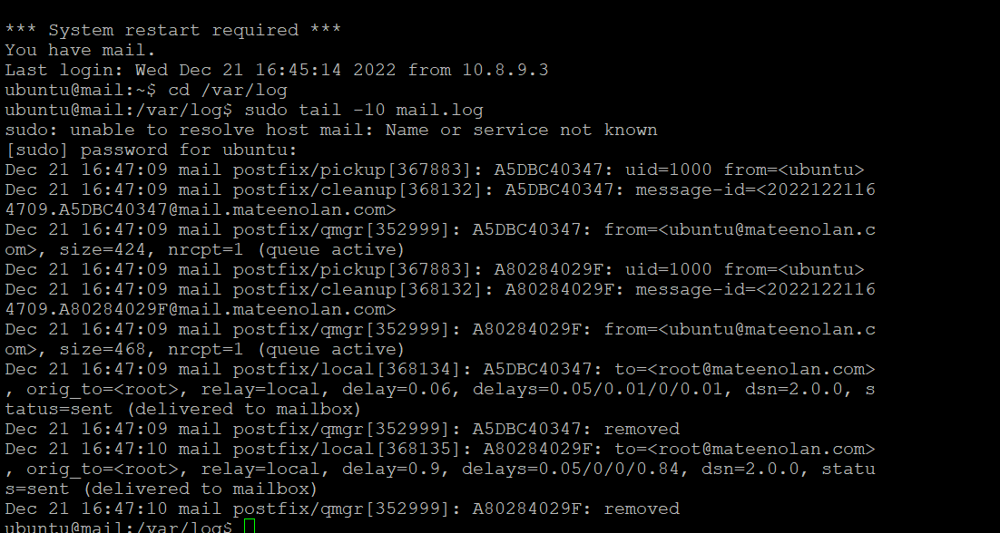 *** System restart required ***
You have mail.
Last login: Wed Dec 21 16:45:14 2022 from 10.8.9.3
ubuntu@mail:~$ cd /var/log
ubuntu@mail:/var/log$ sudo tail -10 mail.log
sudo: unable to resolve host mail: Name or service not known
[sudo] password for ubuntu:
Dec 21 16:47:09 mail postfix/pickup[367883]: A5DBC40347: uid=1000 from=<ubuntu>
Dec 21 16:47:09 mail postfix/cleanup[368132]: A5DBC40347: message-id=<2022122116
4709.A5DBC40347@mail.mateenolan.com>
Dec 21 16:47:09 mail postfix/qmgr[352999]: A5DBC40347: from=<ubuntu@mateenolan.c
om>, size=424, nrcpt=1 (queue active)
Dec 21 16:47:09 mail postfix/pickup[367883]: A80284029F: uid=1000 from=<ubuntu>
Dec 21 16:47:09 mail postfix/cleanup[368132]: A80284029F: message-id=<2022122116
4709.A80284029F@mail.mateenolan.com>
Dec 21 16:47:09 mail postfix/qmgr[352999]: A80284029F: from=<ubuntu@mateenolan.c
om>, size=468, nrcpt=1 (queue active)
Dec 21 16:47:09 mail postfix/local[368134]: A5DBC40347: to=<root@mateenolan.com>
, orig_to=<root>, relay=local, delay=0.06, delays=0.05/0.01/0/0.01, dsn=2.0.0, s
tatus=sent (delivered to mailbox)
Dec 21 16:47:09 mail postfix/qmgr[352999]: A5DBC40347: removed
Dec 21 16:47:10 mail postfix/local[368135]: A80284029F: to=<root@mateenolan.com>
, orig_to=<root>, relay=local, delay=0.9, delays=0.05/0/0/0.84, dsn=2.0.0, statu
s=sent (delivered to mailbox)
Dec 21 16:47:10 mail postfix/qmgr[352999]: A80284029F: removed
ubuntu@mail:/var/log$